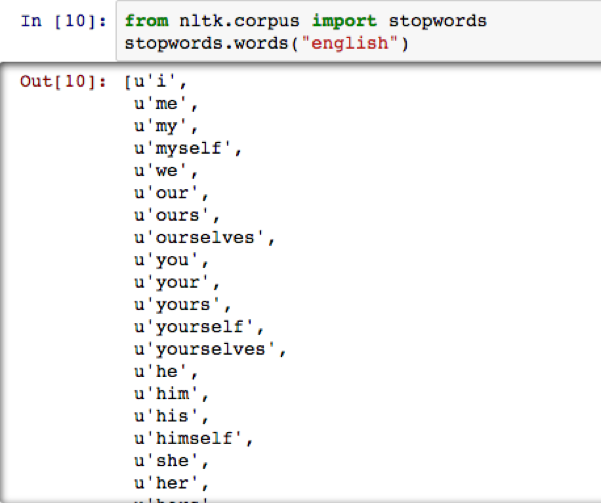 In [10]: from nltk.corpus import stopwords
stopwords.words("english")
Out[10]: [u'i',
u'me',
u'my',
u'myself',
u'we',
u'our',
u'ours',
u'ourselves',
u'you',
u'your',
u'yours',
u'yourself',
u'yourselves',
u'he',
u'him',
u'his',
u'himself',
u'she',
u'her',